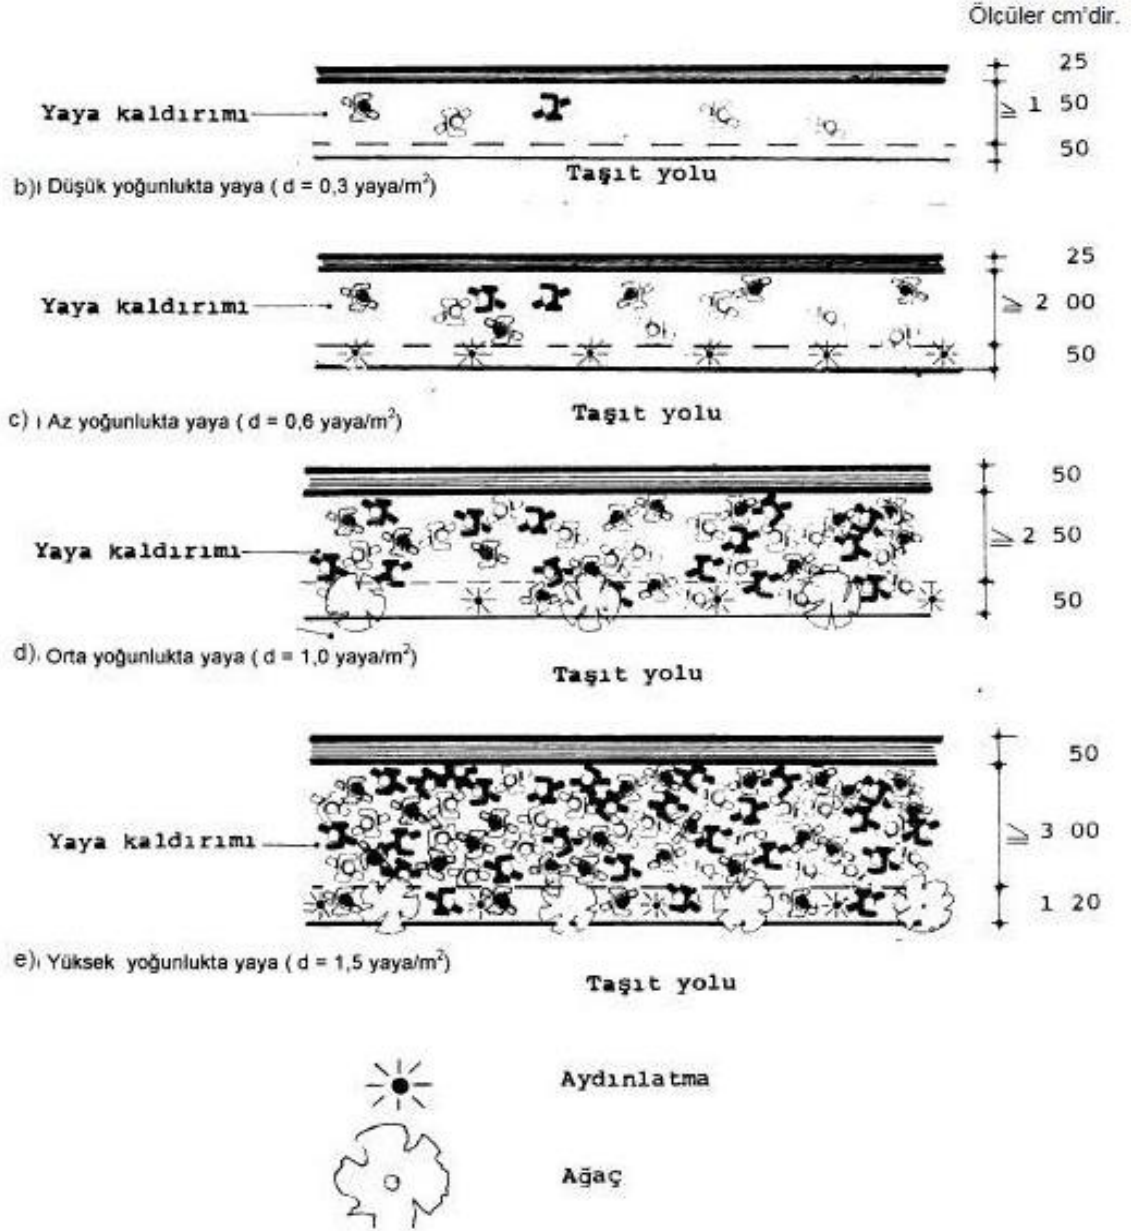 Ölçüler cm'dir.
25
Yaya kaldırımı
≧ 1 50
50
Taşıt yolu
b)ı Düşük yoğunlukta yaya ( d = 0,3 yaya/m²)
25
Yaya kaldırımı
≧ 2 00
50
Taşıt yolu
c) ı Az yoğunlukta yaya ( d = 0,6 yaya/m²)
50
Yaya kaldırımı
≧ 2 50
50
d). Orta yoğunlukta yaya ( d = 1,0 yaya/m²)
Taşıt yolu
50
Yaya kaldırımı
≧ 3 00
1 20
e)ı Yüksek yoğunlukta yaya ( d = 1,5 yaya/m²)
Taşıt yolu
Aydınlatma
Ağaç